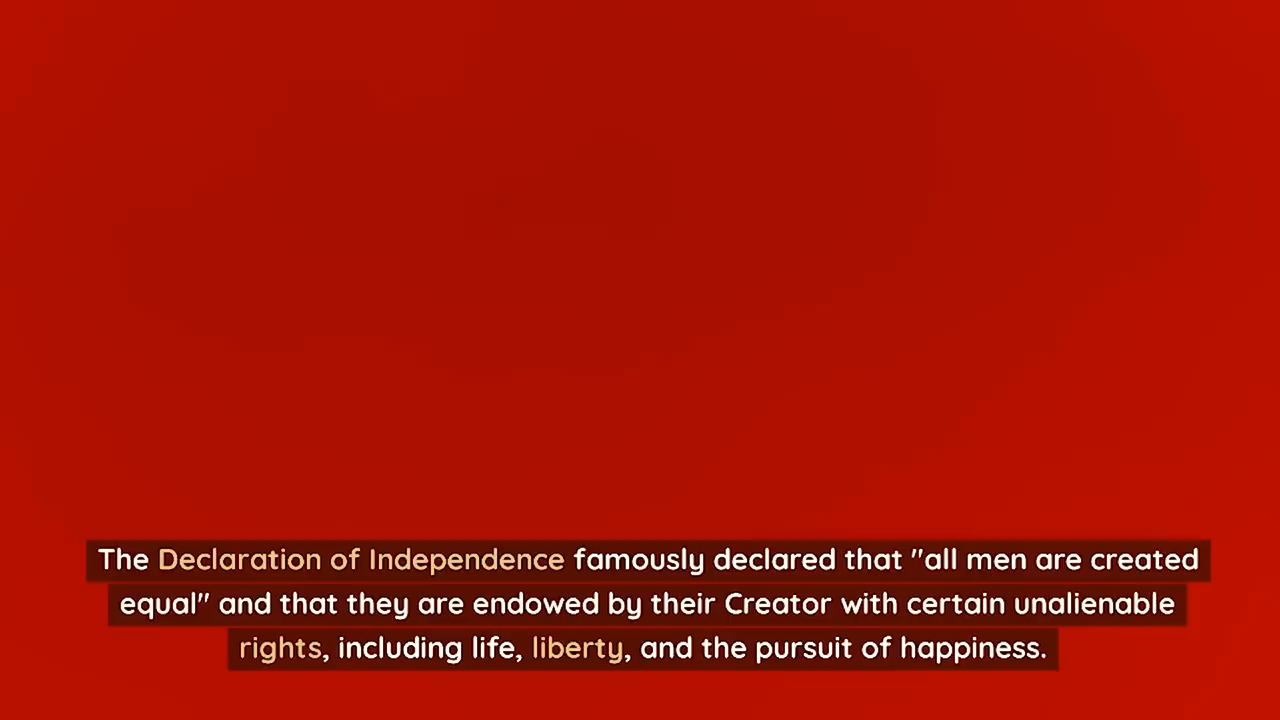 The Declaration of Independence famously declared that "all men are created
equal" and that they are endowed by their Creator with certain unalienable
rights, including life, liberty, and the pursuit of happiness.